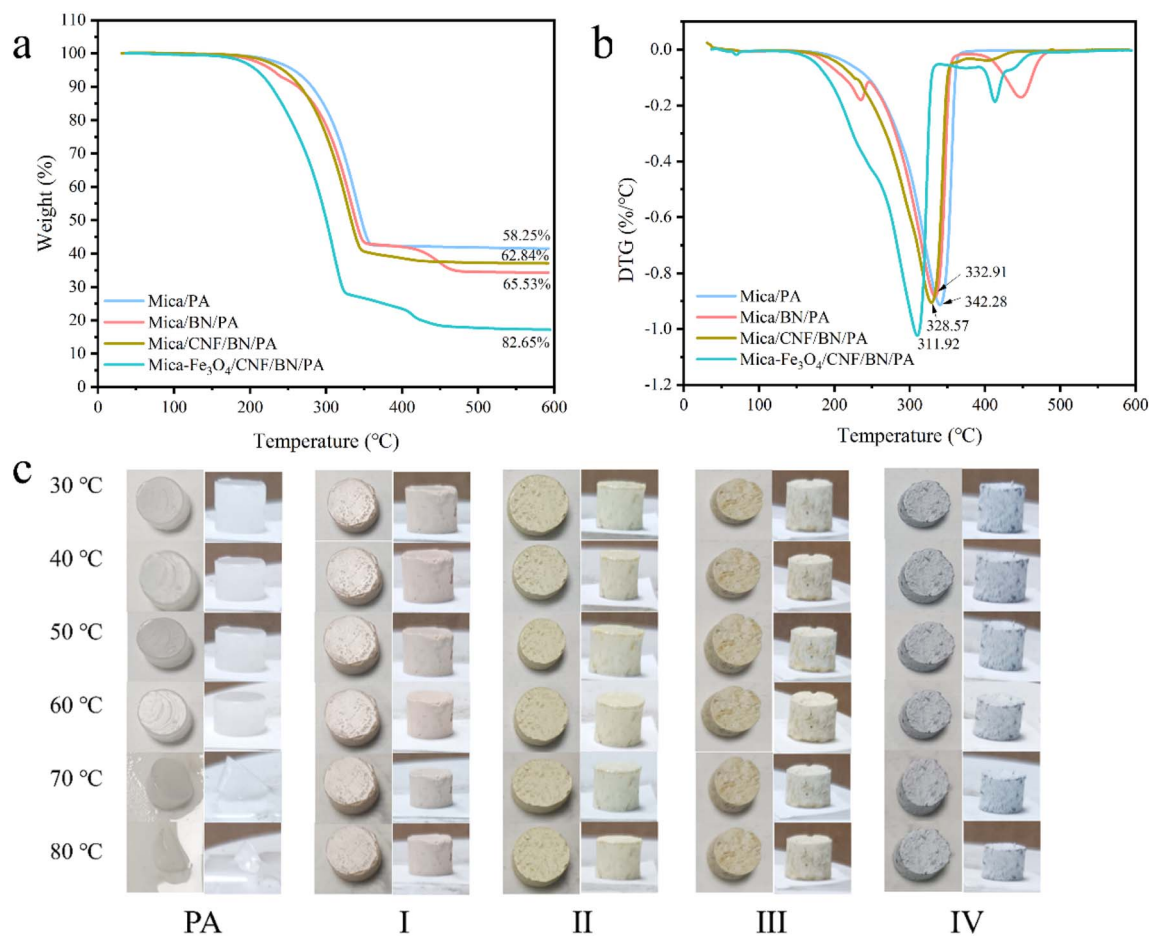 a
110
100
90
80
70
60
50
40
30
20
10
0
Weight (%)
58.25%
62.84%
65.53%
82.65%
Mica/PA
Mica/BN/PA
Mica/CNF/BN/PA
Mica-Fe₃O₄/CNF/BN/PA
0 100 200 300 400 500 600
Temperature (℃)
b
0.0
-0.2
-0.4
-0.6
-0.8
-1.0
-1.2
DTG (%/℃)
332.91
342.28
328.57
311.92
Mica/PA
Mica/BN/PA
Mica/CNF/BN/PA
Mica-Fe₃O₄/CNF/BN/PA
0 100 200 300 400 500 600
Temperature (℃)
c
30 ℃
40 ℃
50 ℃
60 ℃
70 ℃
80 ℃
PA I II III IV